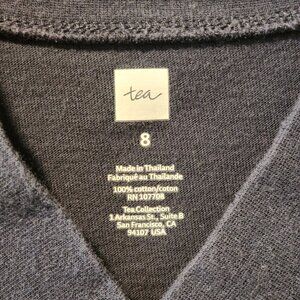 tea
8
Made in Thailand
Fabriqué au Thaïlande
100% cotton/coton
RN 107708
Tea Collection
1 Arkansas St., Suite B
San Francisco, CA
94107 USA